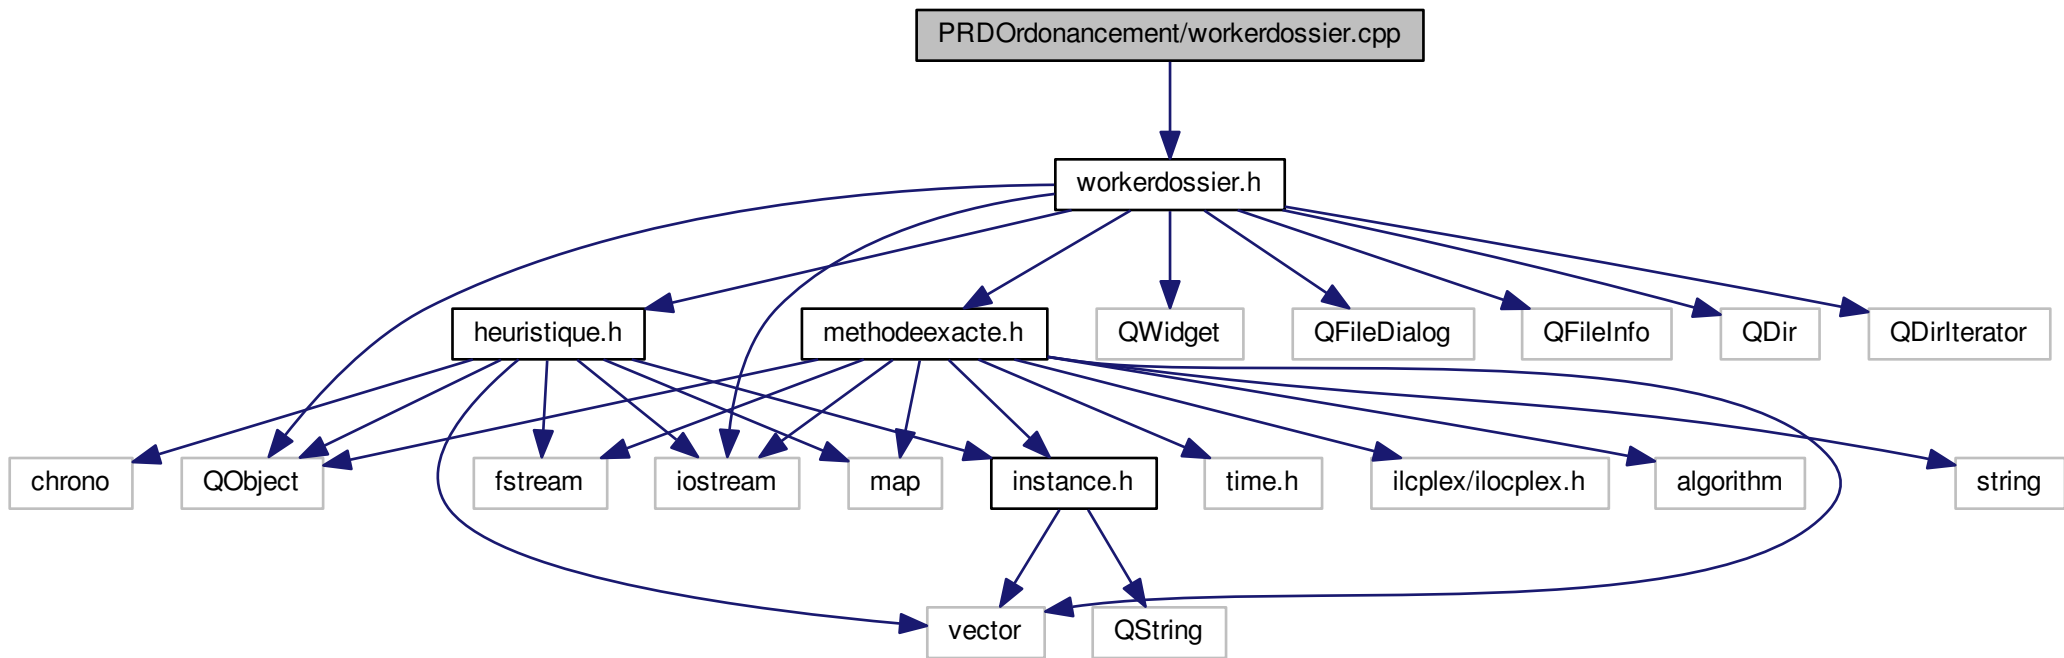 PRDOrdonancement/workerdossier.cpp
workerdossier.h
heuristique.h
methodeexacte.h
QWidget
QFileDialog
QFileInfo
QDir
QDirIterator
chrono
QObject
fstream
iostream
map
instance.h
time.h
ilcplex/ilocplex.h
algorithm
string
vector
QString